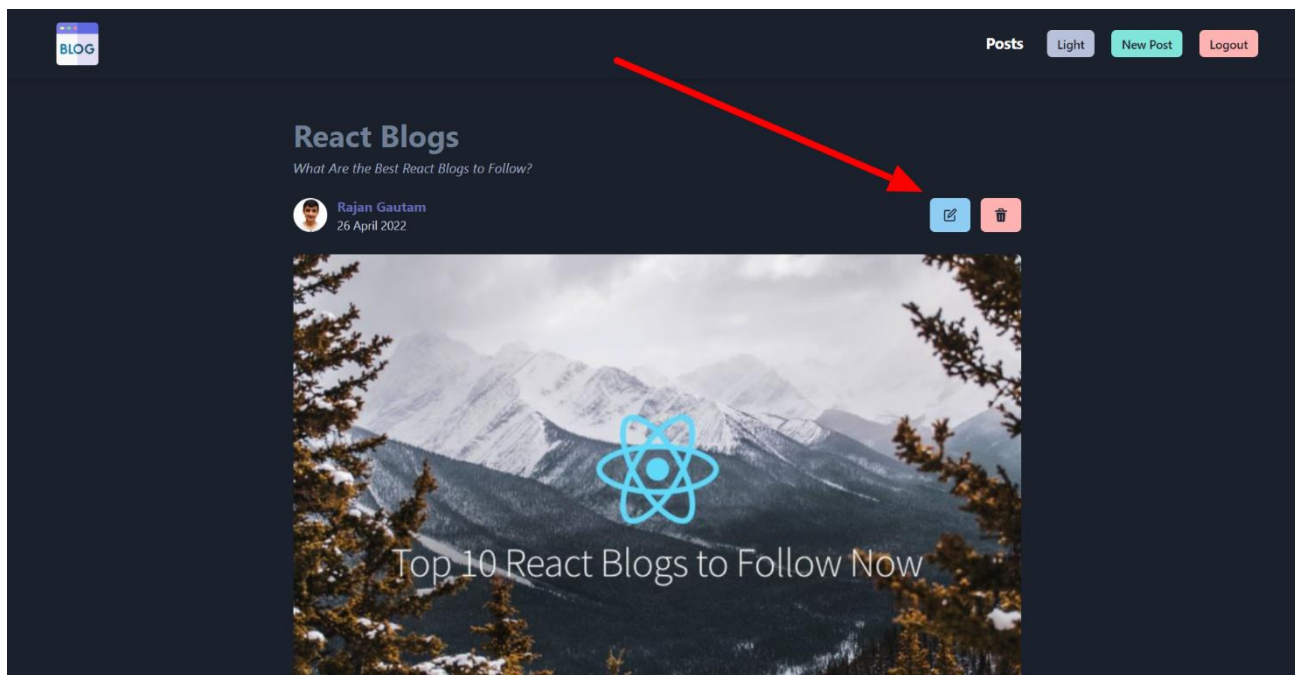 BLOG
Posts Light New Post Logout
React Blogs
What Are the Best React Blogs to Follow?
Rajan Gautam
26 April 2022
Top 10 React Blogs to Follow Now